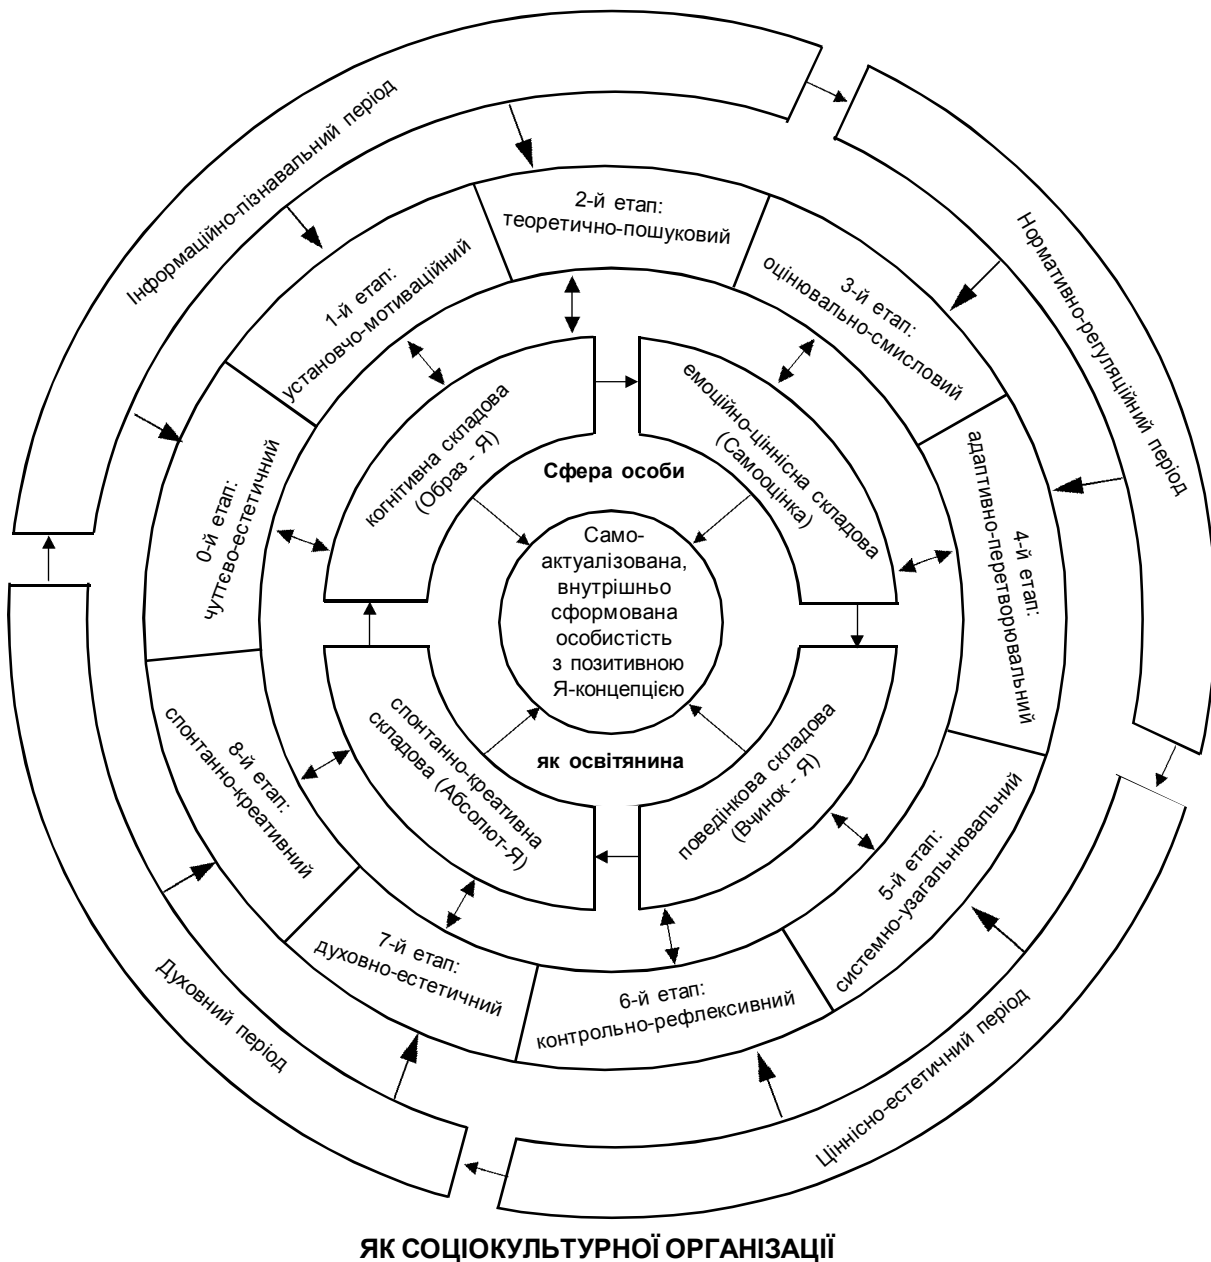 Інформаційно-пізнавальний період
Нормативно-регуляційний період
Ціннісно-естетичний період
Духовний період
0-й етап:
чуттєво-естетичний
1-й етап:
установчо-мотиваційний
2-й етап:
теоретично-пошуковий
3-й етап:
оцінювально-смисловий
4-й етап:
адаптивно-перетворювальний
5-й етап:
системно-узагальнювальний
6-й етап:
контрольно-рефлексивний
7-й етап:
духовно-естетичний
8-й етап:
спонтанно-креативний
когнітивна складова
(Образ - Я)
емоційно-ціннісна складова
(Самооцінка)
поведінкова складова
(Вчинок - Я)
спонтанно-креативна
складова (Абсолют-Я)
Сфера особи
Само-
актуалізована,
внутрішньо
сформована
особистість
з позитивною
Я-концепцією
як освітянина
ЯК СОЦІОКУЛЬТУРНОЇ ОРГАНІЗАЦІЇ